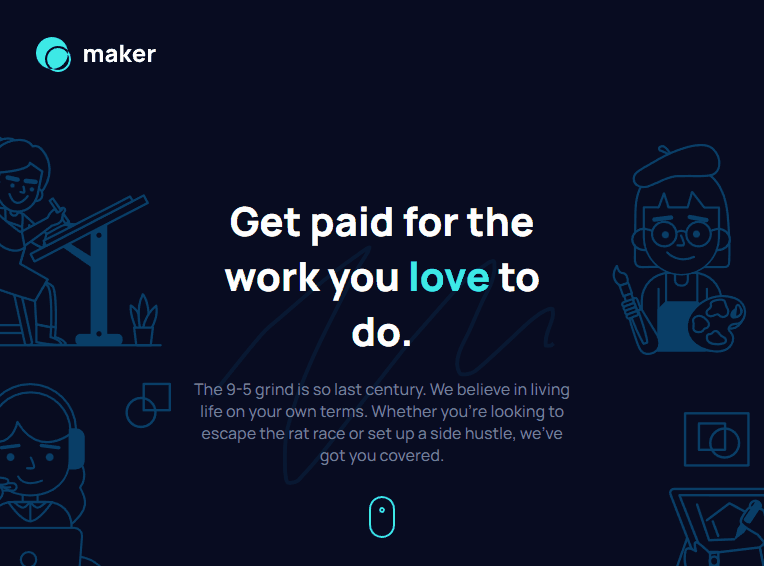 maker
Get paid for the
work you love to
do.
The 9-5 grind is so last century. We believe in living
life on your own terms. Whether you’re looking to
escape the rat race or set up a side hustle, we’ve
got you covered.